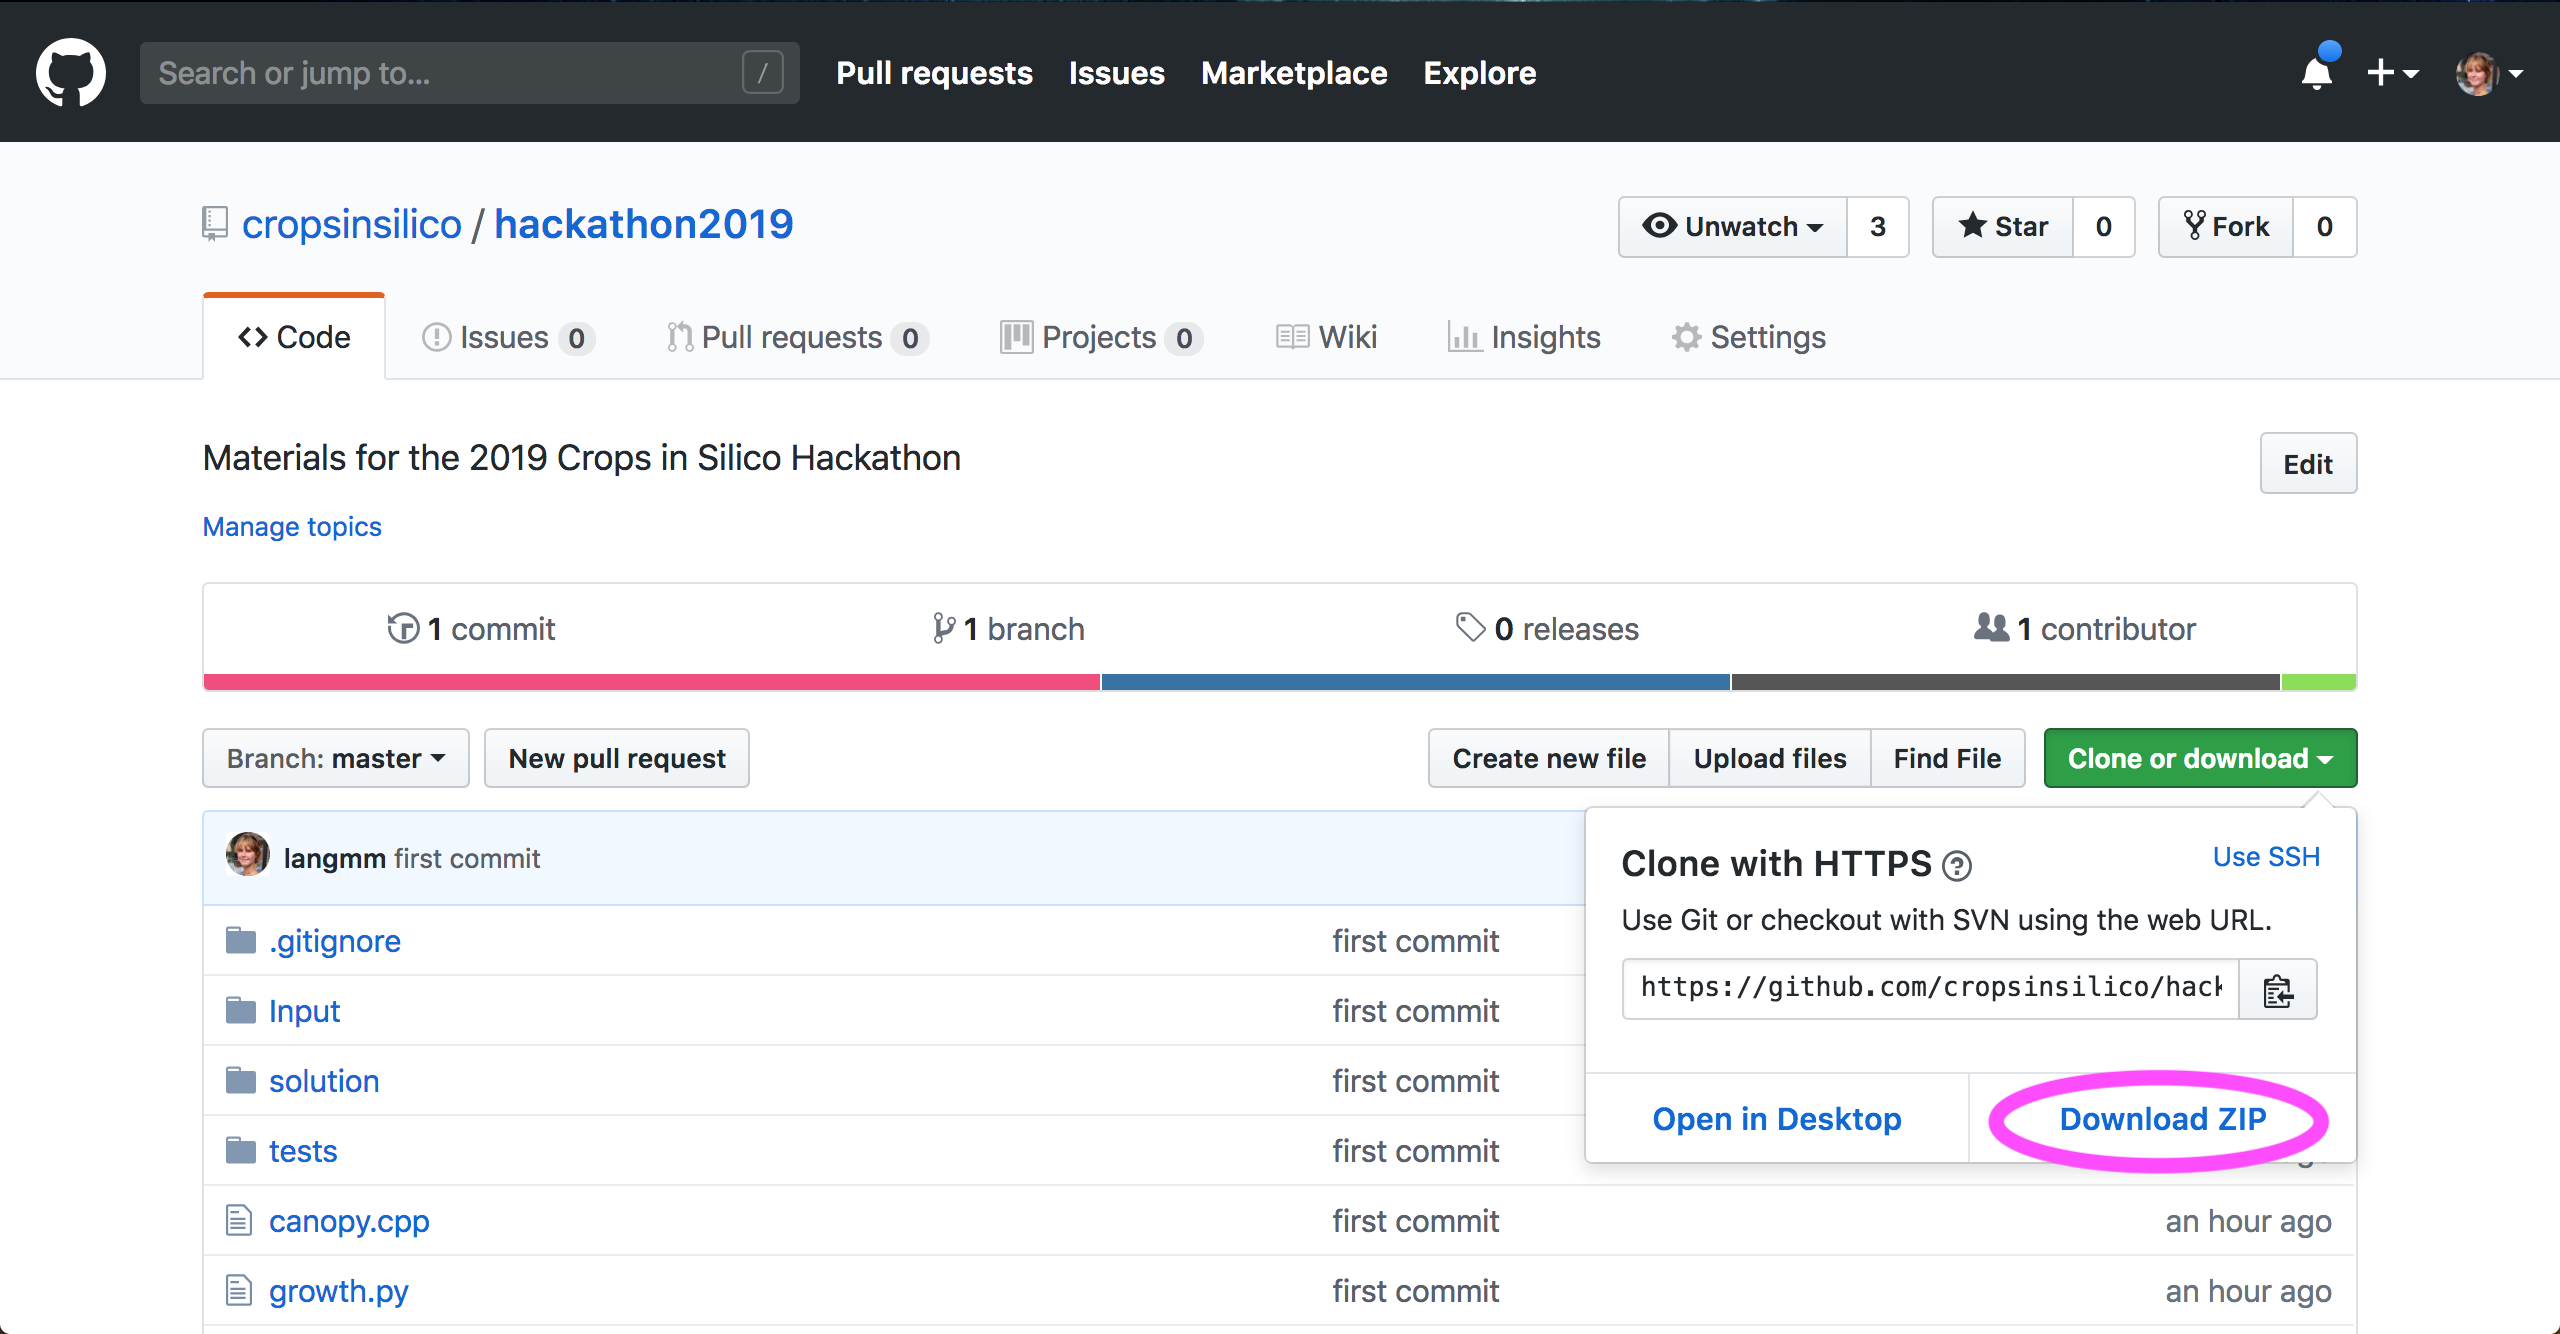 Search or jump to... /
Pull requests Issues Marketplace Explore
cropsinsilico / hackathon2019
Unwatch 3 Star 0 Fork 0
Code Issues 0 Pull requests 0 Projects 0 Wiki Insights Settings
Materials for the 2019 Crops in Silico Hackathon
Edit
Manage topics
1 commit 1 branch 0 releases 1 contributor
Branch: master New pull request Create new file Upload files Find File Clone or download
langmm first commit
Clone with HTTPS ? Use SSH
Use Git or checkout with SVN using the web URL.
https://github.com/cropsinsilico/hack
Open in Desktop Download ZIP
.gitignore first commit
Input first commit
solution first commit
tests first commit
canopy.cpp first commit an hour ago
growth.py first commit an hour ago